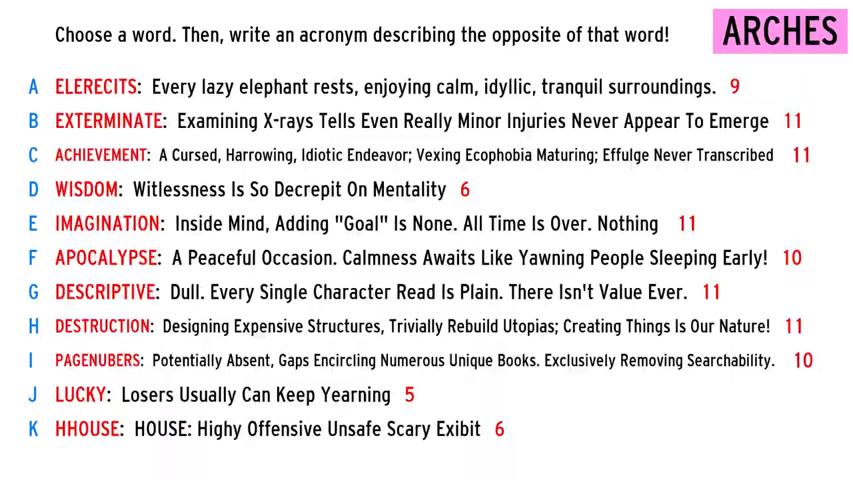 Choose a word. Then, write an acronym describing the opposite of that word!
ARCHES
A ELERECITS: Every lazy elephant rests, enjoying calm, idyllic, tranquil surroundings. 9
B EXTERMINATE: Examining X-rays Tells Even Really Minor Injuries Never Appear To Emerge 11
C ACHIEVEMENT: A Cursed, Harrowing, Idiotic Endeavor; Vexing Ecophobia Maturing; Effulge Never Transcribed 11
D WISDOM: Witlessness Is So Decrepit On Mentality 6
E IMAGINATION: Inside Mind, Adding "Goal" Is None. All Time Is Over. Nothing 11
F APOCALYPSE: A Peaceful Occasion. Calmness Awaits Like Yawning People Sleeping Early! 10
G DESCRIPTIVE: Dull. Every Single Character Read Is Plain. There Isn't Value Ever. 11
H DESTRUCTION: Designing Expensive Structures, Trivially Rebuild Utopias; Creating Things Is Our Nature! 11
I PAGENUBERS: Potentially Absent, Gaps Encircling Numerous Unique Books. Exclusively Removing Searchability. 10
J LUCKY: Losers Usually Can Keep Yearning 5
K HHOUSE: HOUSE: Highy Offensive Unsafe Scary Exibit 6